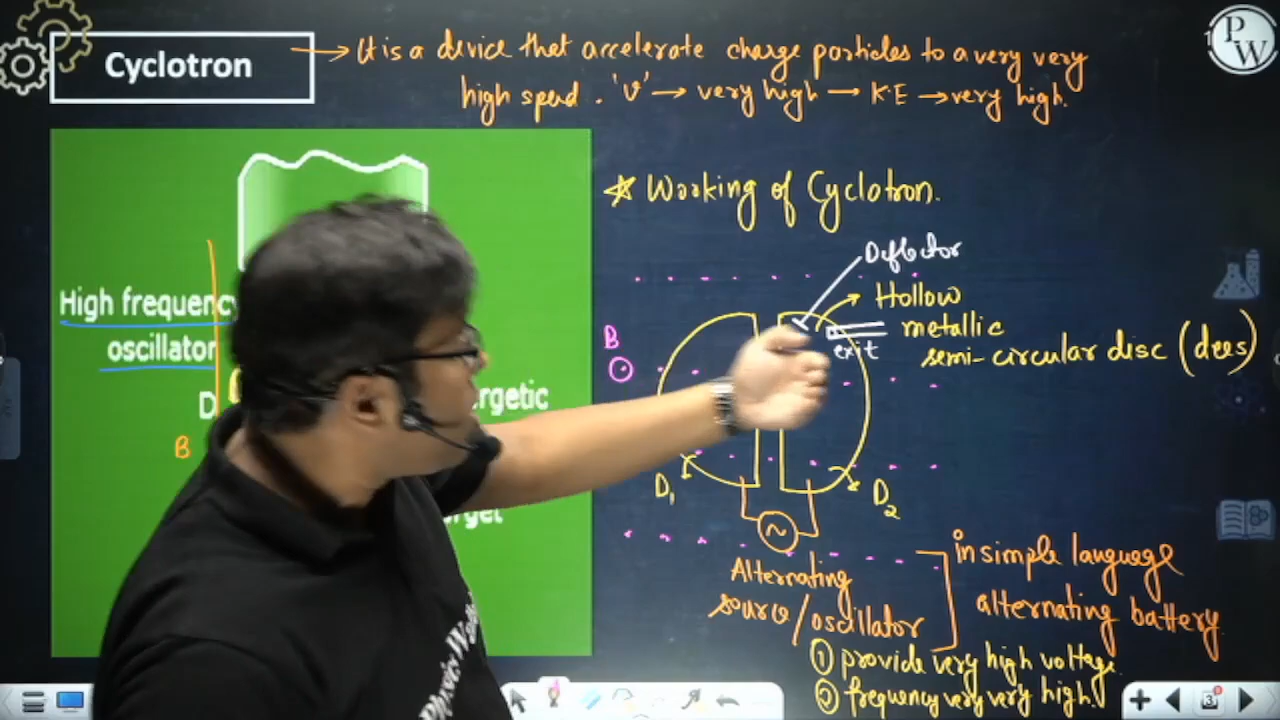 Cyclotron
→ It is a device that accelerate charge particles to a very very
high speed. 'v' → very high → K.E → very high.
PW
☆ Working of Cyclotron.
Deflector
Hollow
metallic
semi-circular disc (dees)
exit
B
High frequency
oscillator
D
B
D₁
D₂
~
Alternating
source/oscillator
in simple language
alternating battery
① provide very high voltage
② frequency very very high.
3